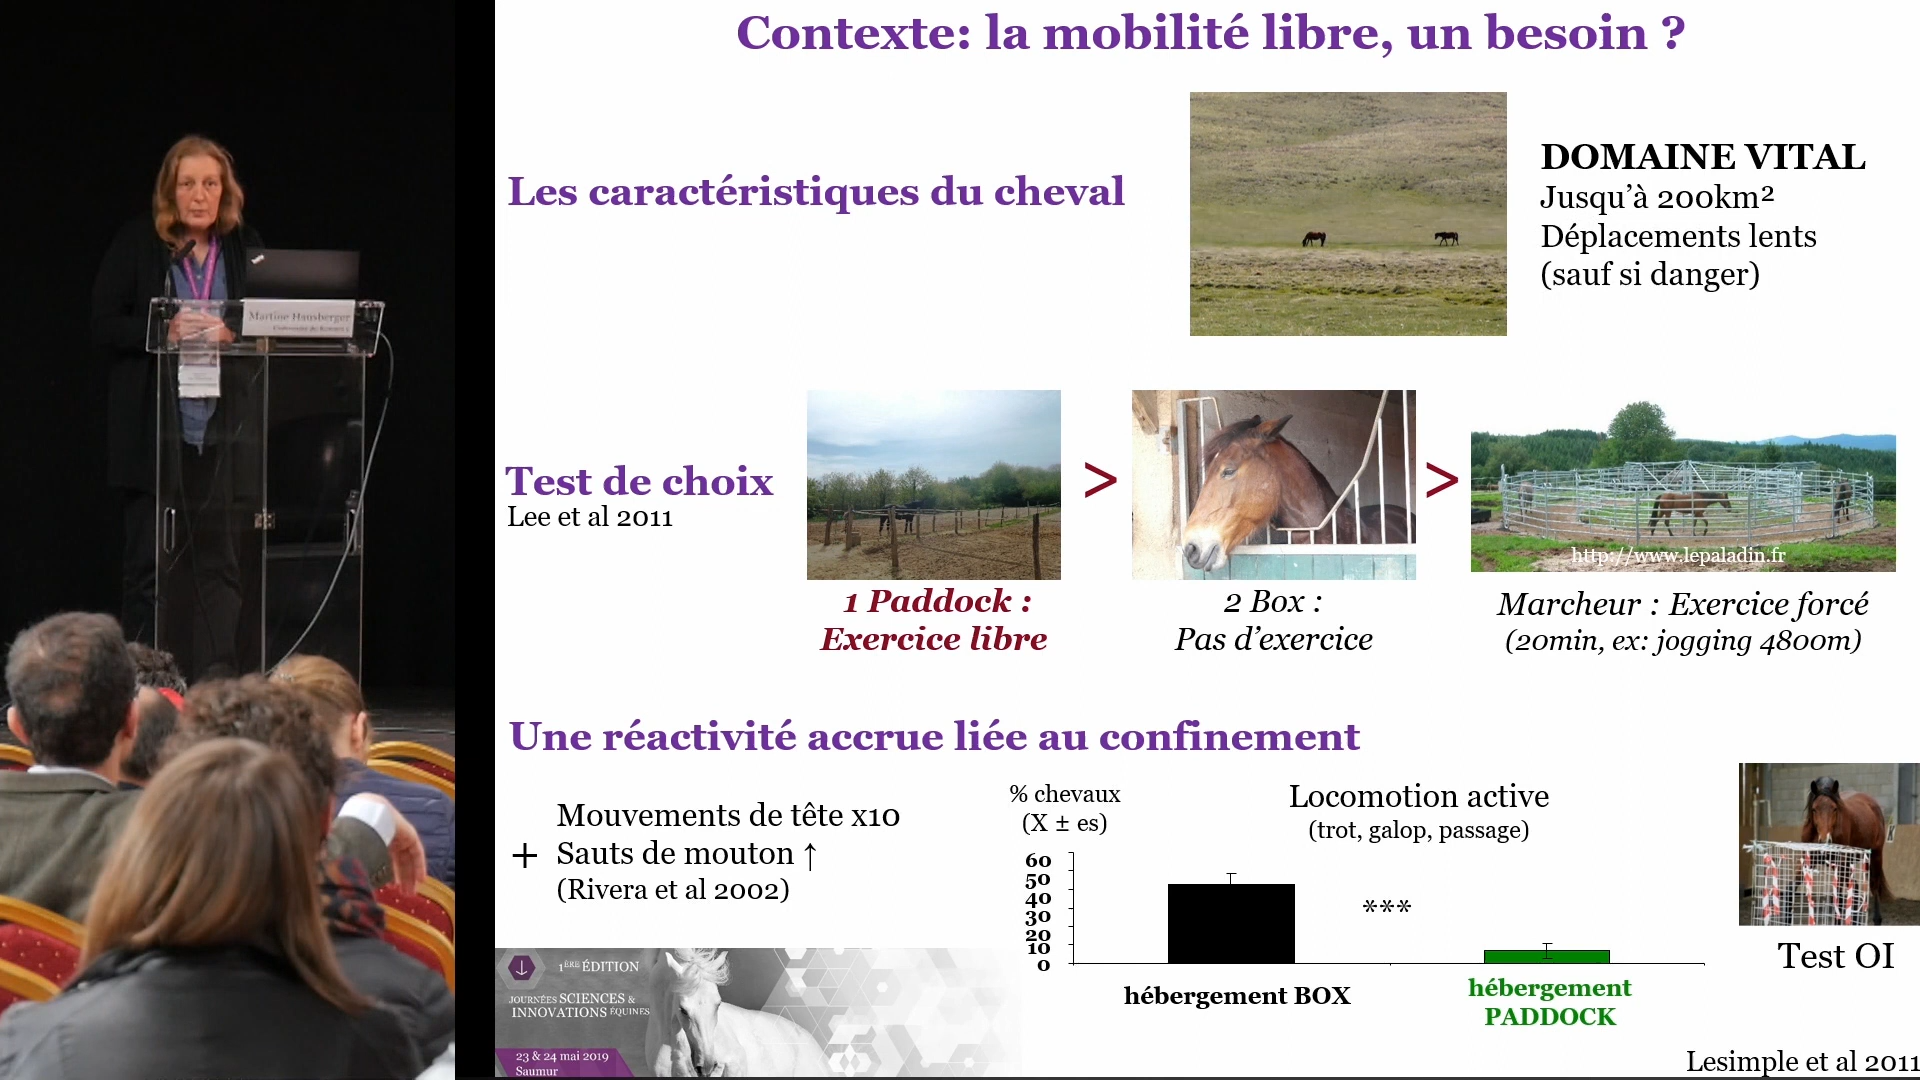 Contexte: la mobilité libre, un besoin ?
Les caractéristiques du cheval
DOMAINE VITAL
Jusqu’à 200km²
Déplacements lents
(sauf si danger)
Martine Hausberger
Test de choix
Lee et al 2011
>
>
http://www.lepaladin.fr
1 Paddock :
Exercice libre
2 Box :
Pas d’exercice
Marcheur : Exercice forcé
(20min, ex: jogging 4800m)
Une réactivité accrue liée au confinement
Mouvements de tête x10
+ Sauts de mouton ↑
(Rivera et al 2002)
% chevaux
(X ± es)
Locomotion active
(trot, galop, passage)
60
50
40
30
20
10
0
***
hébergement BOX
hébergement
PADDOCK
Test OI
Lesimple et al 2011
1ÈRE ÉDITION
JOURNÉES SCIENCES &
INNOVATIONS ÉQUINES
23 & 24 mai 2019
Saumur